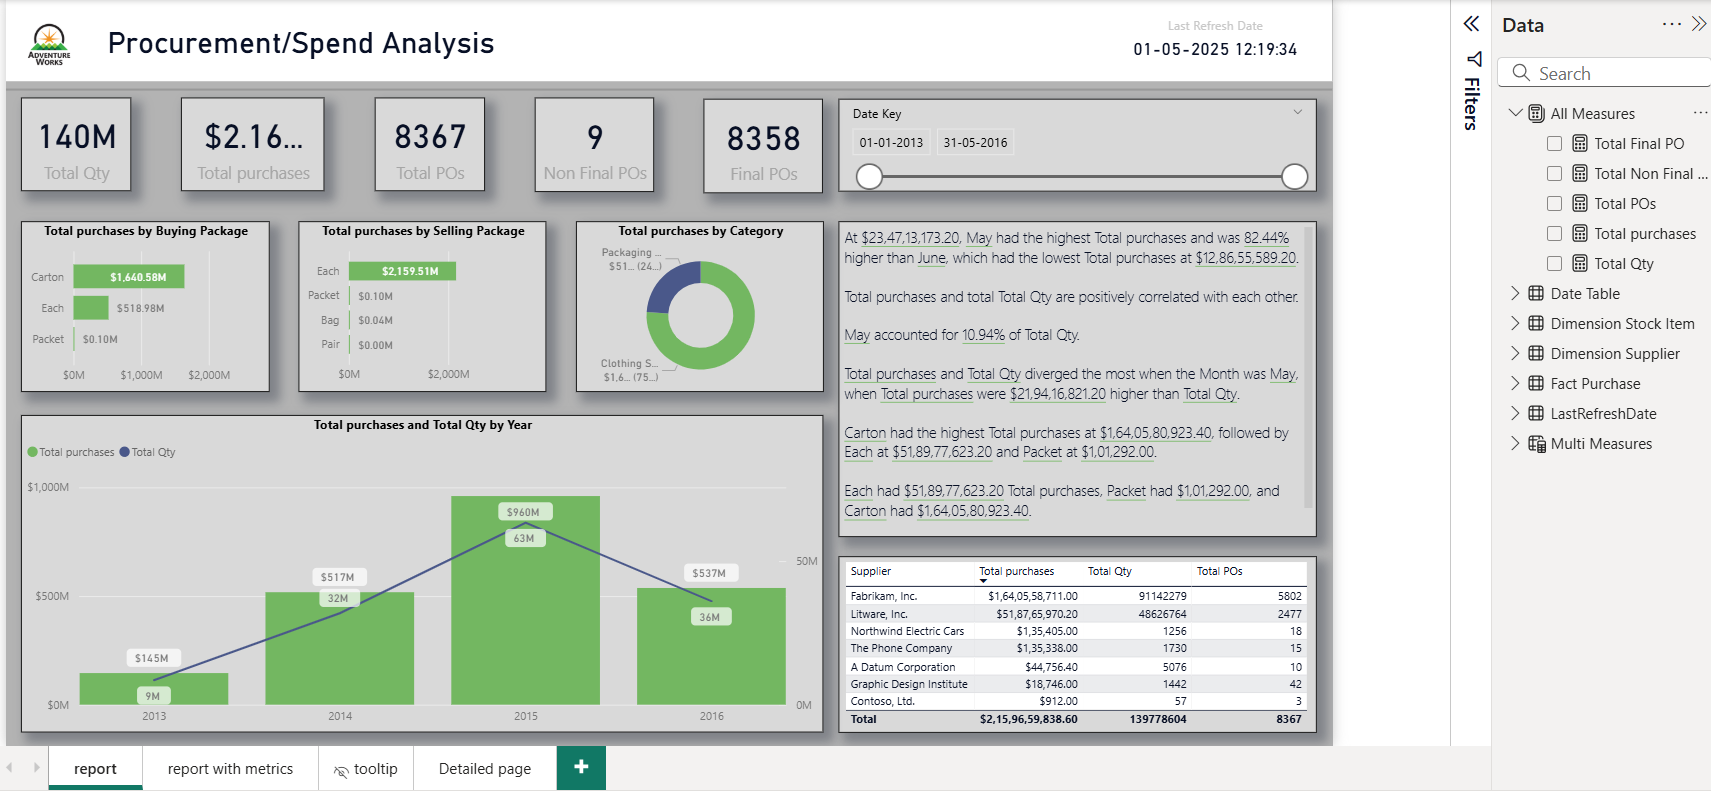 ADVENTURE
WORKS
Procurement/Spend Analysis
Last Refresh Date
01-05-2025 12:19:34
140M
Total Qty
$2.16...
Total purchases
8367
Total POs
9
Non Final POs
8358
Final POs
Date Key
01-01-2013 31-05-2016
Total purchases by Buying Package
Carton $1,640.58M
Each $518.98M
Packet $0.10M
$0M $1,000M $2,000M
Total purchases by Selling Package
Each $2,159.51M
Packet $0.10M
Bag $0.04M
Pair $0.00M
$0M $2,000M
Total purchases by Category
Packaging ...
$51... (24...)
Clothing S...
$1,6... (75...)
At $23,47,13,173.20, May had the highest Total purchases and was 82.44%
higher than June, which had the lowest Total purchases at $12,86,55,589.20.
Total purchases and total Total Qty are positively correlated with each other.
May accounted for 10.94% of Total Qty.
Total purchases and Total Qty diverged the most when the Month was May,
when Total purchases were $21,94,16,821.20 higher than Total Qty.
Carton had the highest Total purchases at $1,64,05,80,923.40, followed by
Each at $51,89,77,623.20 and Packet at $1,01,292.00.
Each had $51,89,77,623.20 Total purchases, Packet had $1,01,292.00, and
Carton had $1,64,05,80,923.40.
Total purchases and Total Qty by Year
Total purchases Total Qty
$1,000M
$500M
$0M
50M
0M
$145M
9M
$517M
32M
$960M
63M
$537M
36M
2013 2014 2015 2016
Supplier Total purchases Total Qty Total POs
Fabrikam, Inc. $1,64,05,58,711.00 91142279 5802
Litware, Inc. $51,87,65,970.20 48626764 2477
Northwind Electric Cars $1,35,405.00 1256 18
The Phone Company $1,35,338.00 1730 15
A Datum Corporation $44,756.40 5076 10
Graphic Design Institute $18,746.00 1442 42
Contoso, Ltd. $912.00 57 3
Total $2,15,96,59,838.60 139778604 8367
report
report with metrics
tooltip
Detailed page
+
Filters
Data
...
Search
All Measures ...
Total Final PO
Total Non Final ...
Total POs
Total purchases
Total Qty
Date Table
Dimension Stock Item
Dimension Supplier
Fact Purchase
LastRefreshDate
Multi Measures